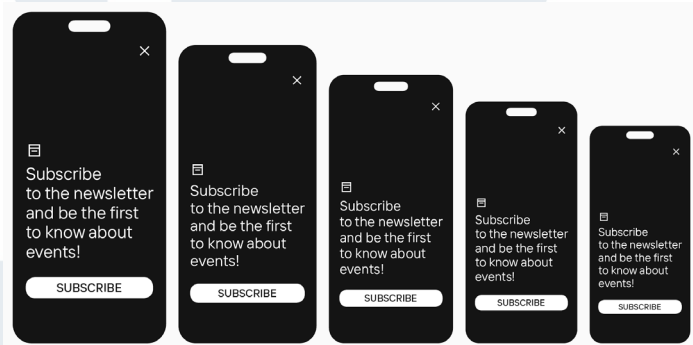 Subscribe
to the newsletter
and be the first
to know about
events!
SUBSCRIBE
Subscribe
to the newsletter
and be the first
to know about
events!
SUBSCRIBE
Subscribe
to the newsletter
and be the first
to know about
events!
SUBSCRIBE
Subscribe
to the newsletter
and be the first
to know about
events!
SUBSCRIBE
Subscribe
to the newsletter
and be the first
to know about
events!
SUBSCRIBE